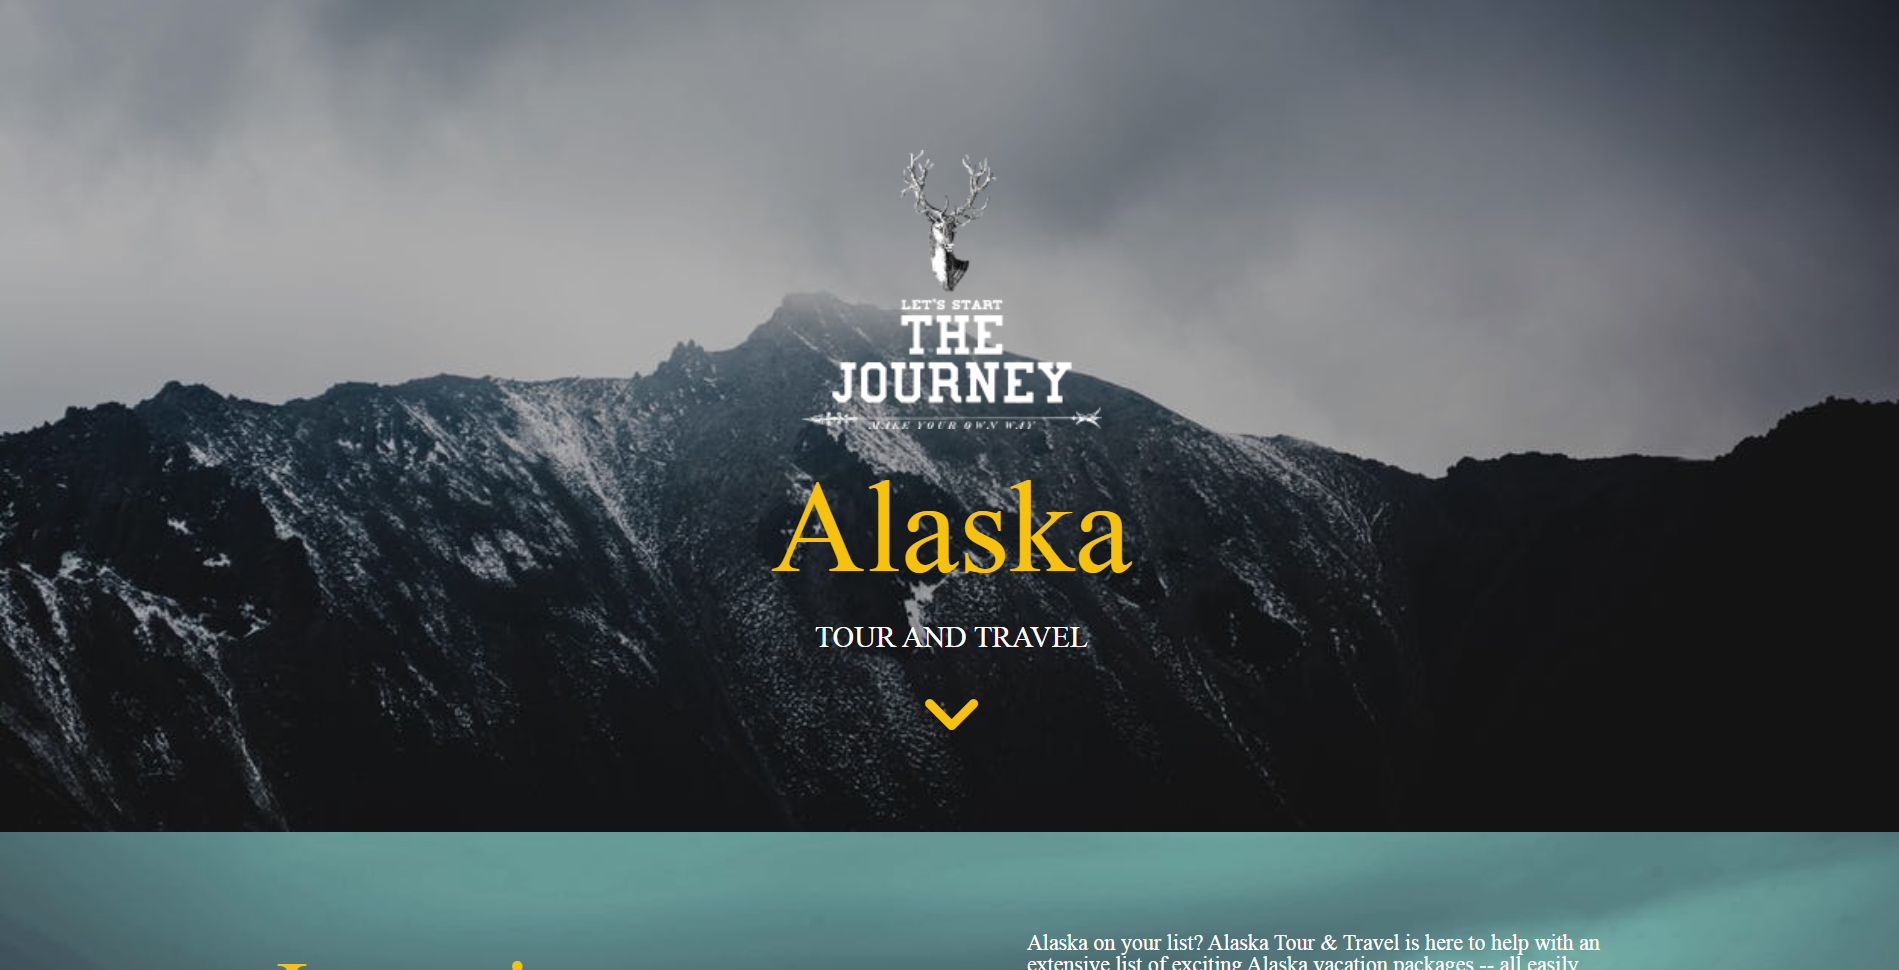 LET'S START
THE
JOURNEY
MAKE YOUR OWN WAY
Alaska
TOUR AND TRAVEL
Alaska on your list? Alaska Tour & Travel is here to help with an
extensive list of exciting Alaska vacation packages -- all easily